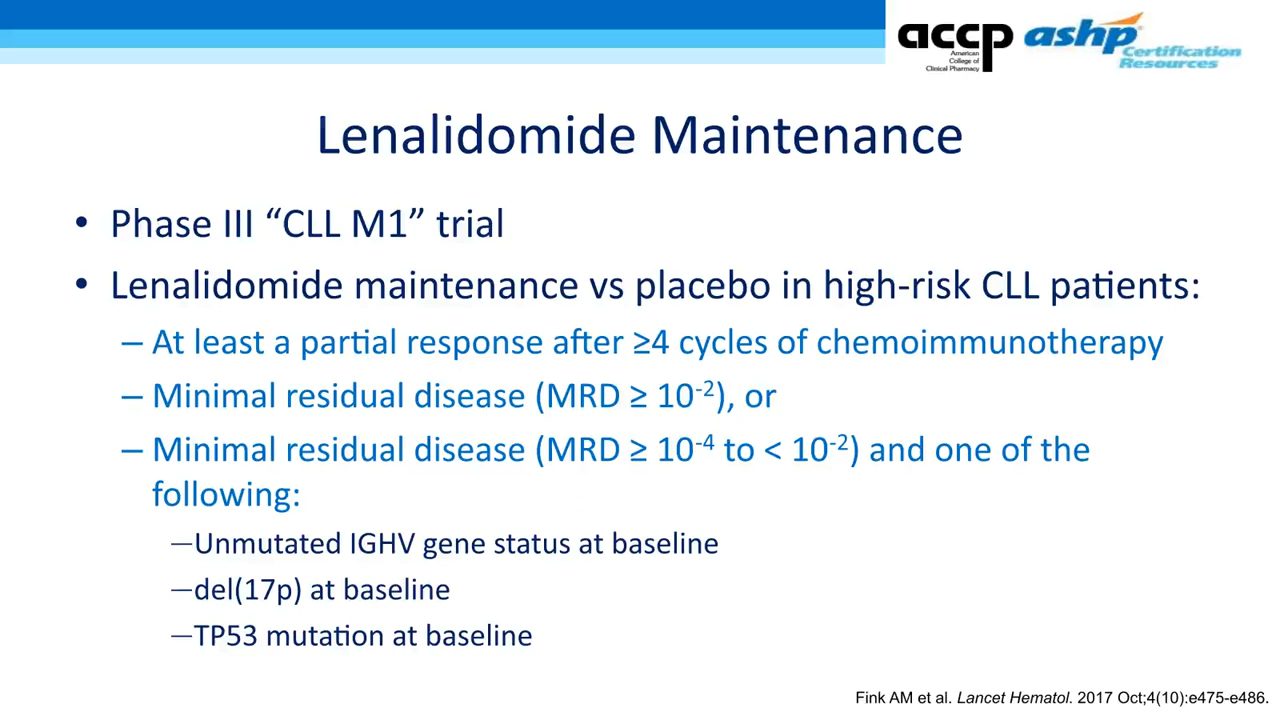 accp
American
College of
Clinical Pharmacy
ashp
Certification
Resources
Lenalidomide Maintenance
• Phase III “CLL M1” trial
• Lenalidomide maintenance vs placebo in high-risk CLL patients:
– At least a partial response after ≥4 cycles of chemoimmunotherapy
– Minimal residual disease (MRD ≥ 10⁻²), or
– Minimal residual disease (MRD ≥ 10⁻⁴ to < 10⁻²) and one of the
following:
—Unmutated IGHV gene status at baseline
—del(17p) at baseline
—TP53 mutation at baseline
Fink AM et al. Lancet Hematol. 2017 Oct;4(10):e475-e486.